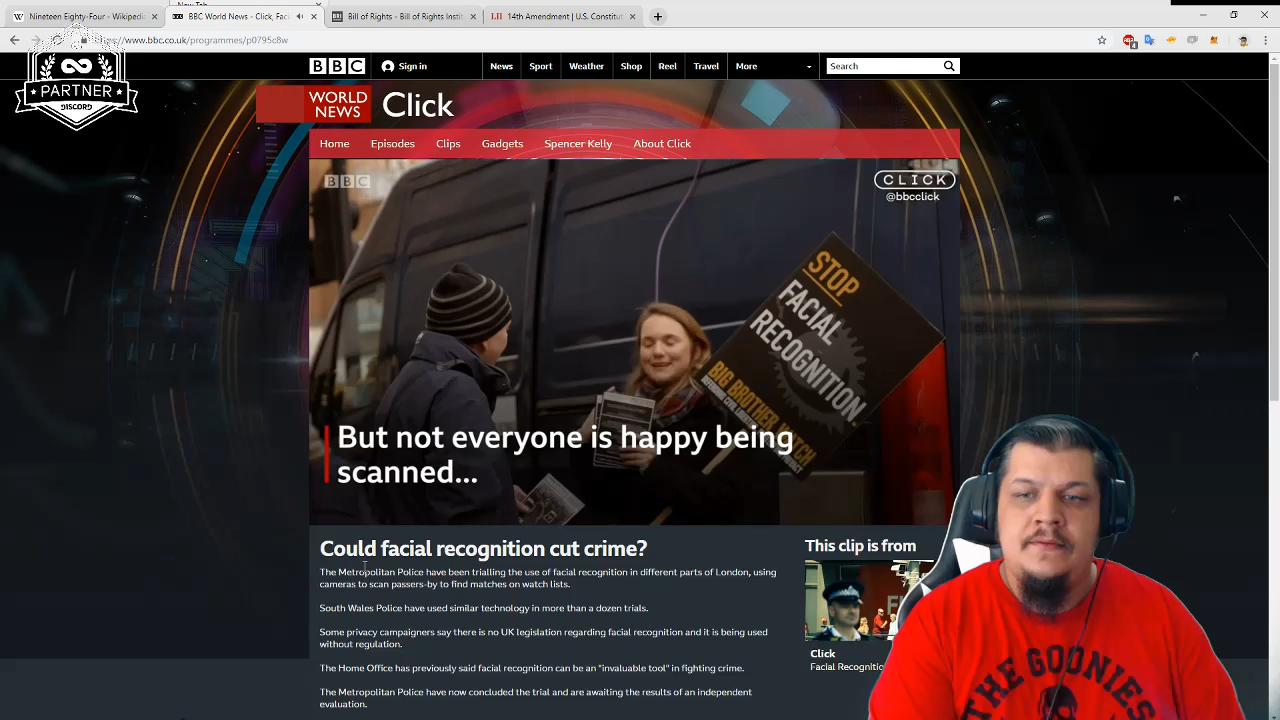 Nineteen Eighty-Four - Wikipedi
BBC World News - Click, Fac
Bill of Rights - Bill of Rights Insti
LII 14th Amendment | U.S. Constitut
www.bbc.co.uk/programmes/p0795c8w
PARTNER
DISCORD
BBC
Sign in
News
Sport
Weather
Shop
Reel
Travel
More
Search
WORLD
NEWS
Click
Home
Episodes
Clips
Gadgets
Spencer Kelly
About Click
BBC
CLICK
@bbcclick
STOP
FACIAL
RECOGNITION
BIG BROTHER WATCH
But not everyone is happy being
scanned...
Could facial recognition cut crime?
The Metropolitan Police have been trialling the use of facial recognition in different parts of London, using
cameras to scan passers-by to find matches on watch lists.
South Wales Police have used similar technology in more than a dozen trials.
Some privacy campaigners say there is no UK legislation regarding facial recognition and it is being used
without regulation.
The Home Office has previously said facial recognition can be an "invaluable tool" in fighting crime.
The Metropolitan Police have now concluded the trial and are awaiting the results of an independent
evaluation.
This clip is from
Click
Facial Recognitio
THE GOONIES